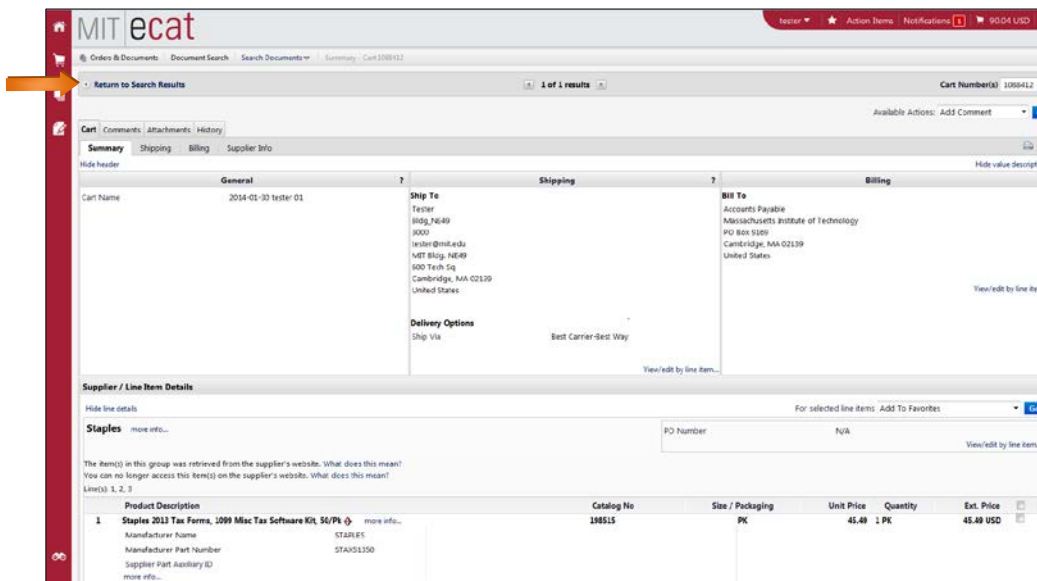 MIT ecat
tester Action Items Notifications 1 90.04 USD
Orders & Documents Document Search Search Documents Summary - Cart 1088412
Return to Search Results 1 of 1 results Cart Number(s) 1088412
Available Actions: Add Comment
Cart Comments Attachments History
Summary Shipping Billing Supplier Info
Hide header Hide value descript
General ? Shipping ? Billing
Cart Name 2014-01-30 tester 01
Ship To
Tester
Bldg_NE49
3000
tester@mit.edu
MIT Bldg. NE49
600 Tech Sq
Cambridge, MA 02139
United States
Delivery Options
Ship Via Best Carrier-Best Way
View/edit by line item...
Bill To
Accounts Payable
Massachusetts Institute of Technology
PO Box 9169
Cambridge, MA 02139
United States
View/edit by line ite
Supplier / Line Item Details
Hide line details For selected line items Add To Favorites Go
Staples more info...
PO Number N/A
View/edit by line item
The item(s) in this group was retrieved from the supplier's website. What does this mean?
You can no longer access this item(s) on the supplier's website. What does this mean?
Line(s): 1, 2, 3
Product Description Catalog No Size / Packaging Unit Price Quantity Ext. Price
1 Staples 2013 Tax Forms, 1099 Misc Tax Software Kit, 50/Pk more info... 198515 PK 45.49 1 PK 45.49 USD
Manufacturer Name STAPLES
Manufacturer Part Number STAX51350
Supplier Part Auxiliary ID
more info...